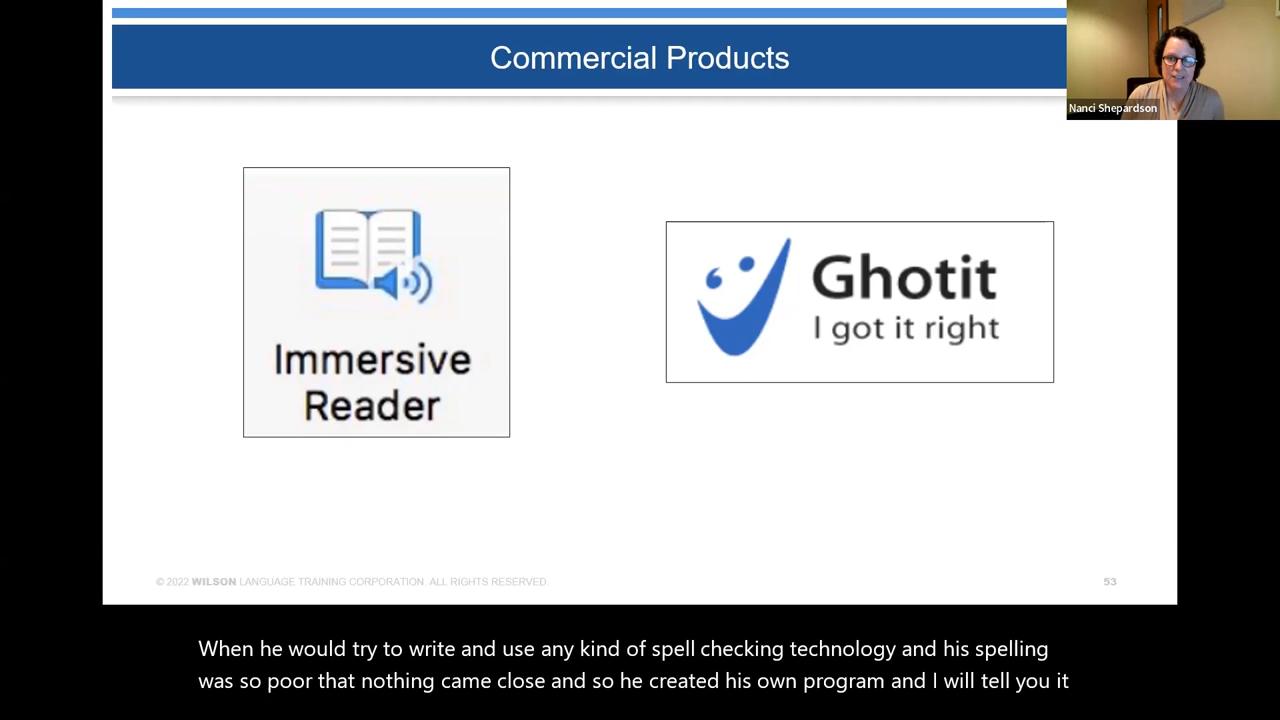 Commercial Products
Nanci Shepardson
Immersive
Reader
Ghotit
I got it right
© 2022 WILSON LANGUAGE TRAINING CORPORATION. ALL RIGHTS RESERVED.
53
When he would try to write and use any kind of spell checking technology and his spelling
was so poor that nothing came close and so he created his own program and I will tell you it